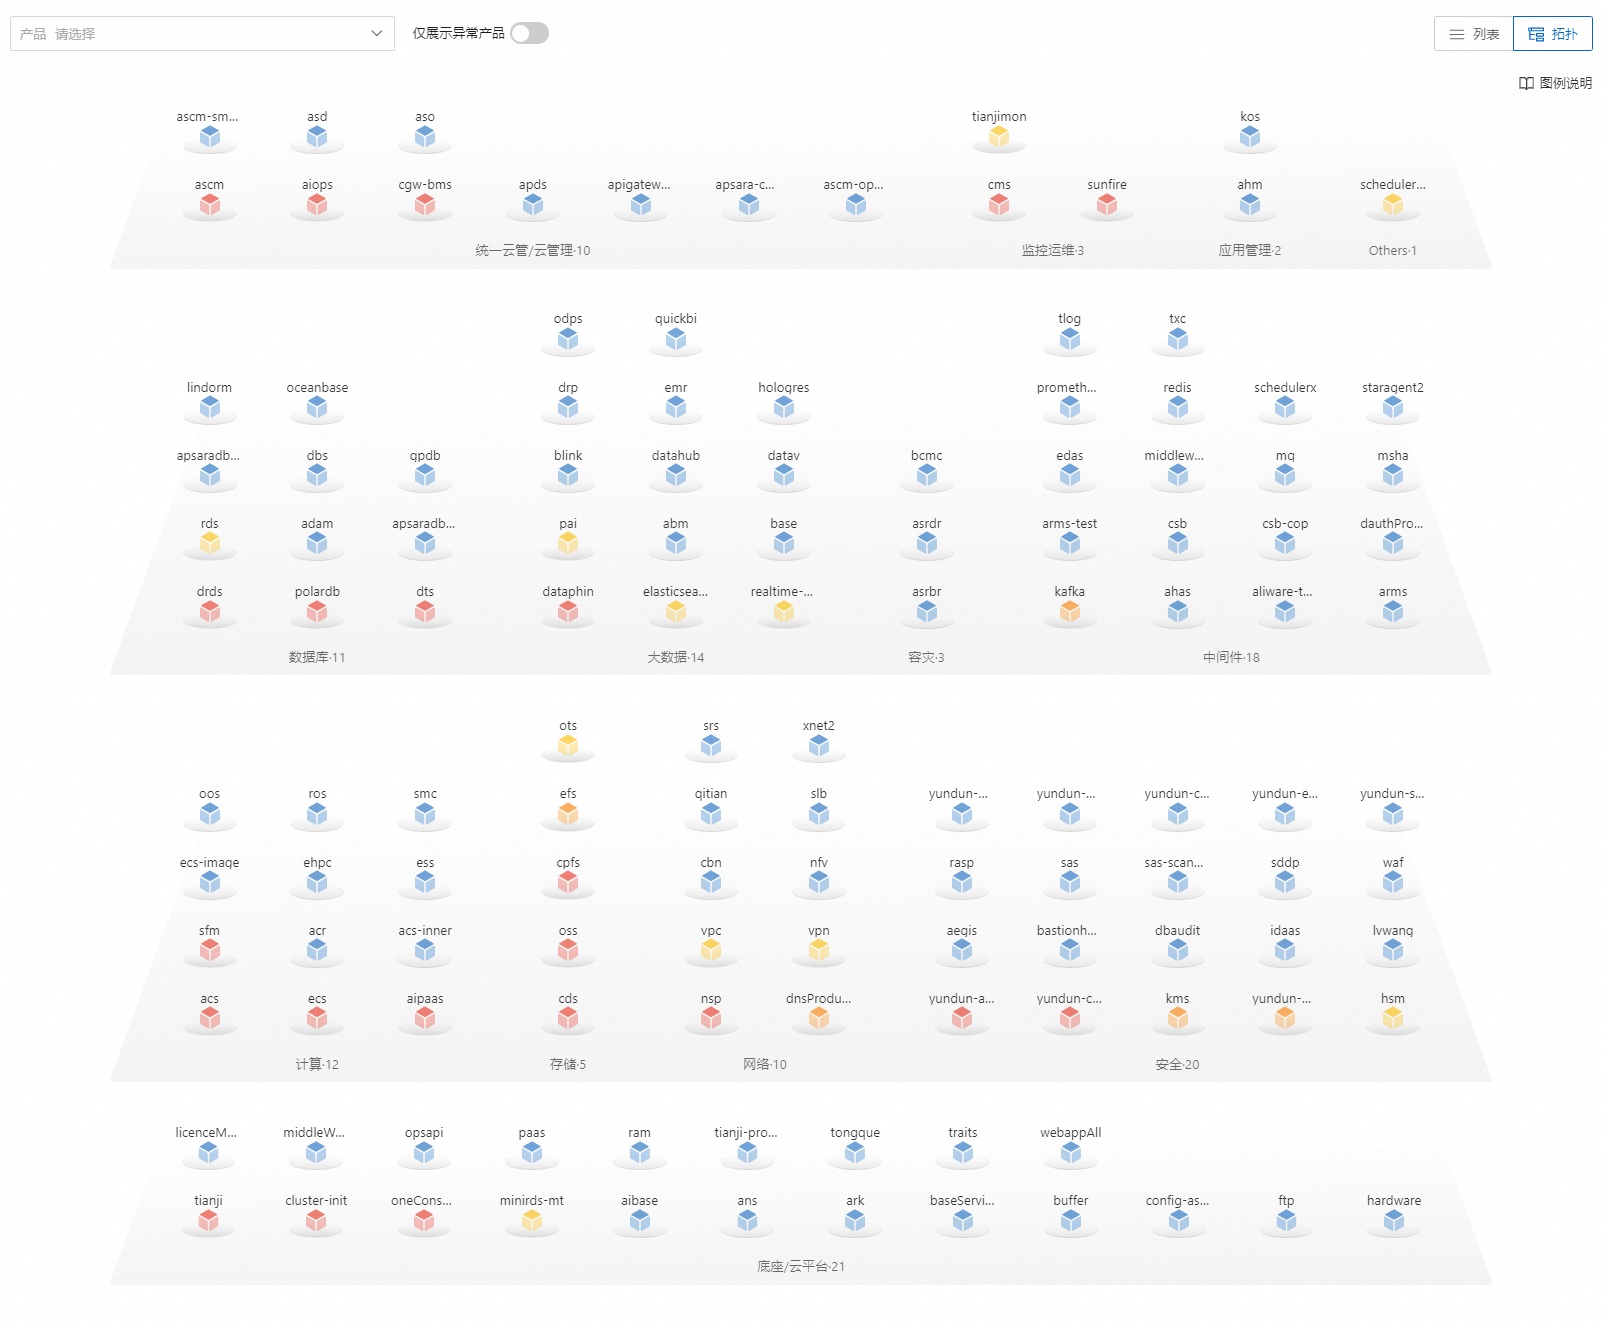 产品 请选择 仅展示异常产品 列表 拓扑
图例说明
ascm-sm... asd aso tianjimon kos
ascm aiops cgw-bms apds apigatew... apsara-c... ascm-op... cms sunfire ahm scheduler...
统一云管/云管理·10 监控运维·3 应用管理·2 Others·1
odps quickbi tlog txc
lindorm oceanbase drp emr hologres prometh... redis schedulerx staragent2
apsaradb... dbs gpdb blink datahub datav bcmc edas middlew... mq msha
rds adam apsaradb... pai abm base asrdr arms-test csb csb-cop dauthPro...
drds polardb dts dataphin elasticsea... realtime-... asrbr kafka ahas aliware-t... arms
数据库·11 大数据·14 容灾·3 中间件·18
ots srs xnet2
oos ros smc efs qitian slb yundun-... yundun-... yundun-c... yundun-e... yundun-s...
ecs-image ehpc ess cpfs cbn nfv rasp sas sas-scan... sddp waf
sfm acr acs-inner oss vpc vpn aegis bastionh... dbaudit idaas lvwang
acs ecs aipaas cds nsp dnsProdu... yundun-a... yundun-c... kms yundun-... hsm
计算·12 存储·5 网络·10 安全·20
licenceM... middleW... opsapi paas ram tianji-pro... tongque traits webappAll
tianji cluster-init oneCons... minirds-mt aibase ans ark baseServi... buffer config-as... ftp hardware
底座/云平台·21